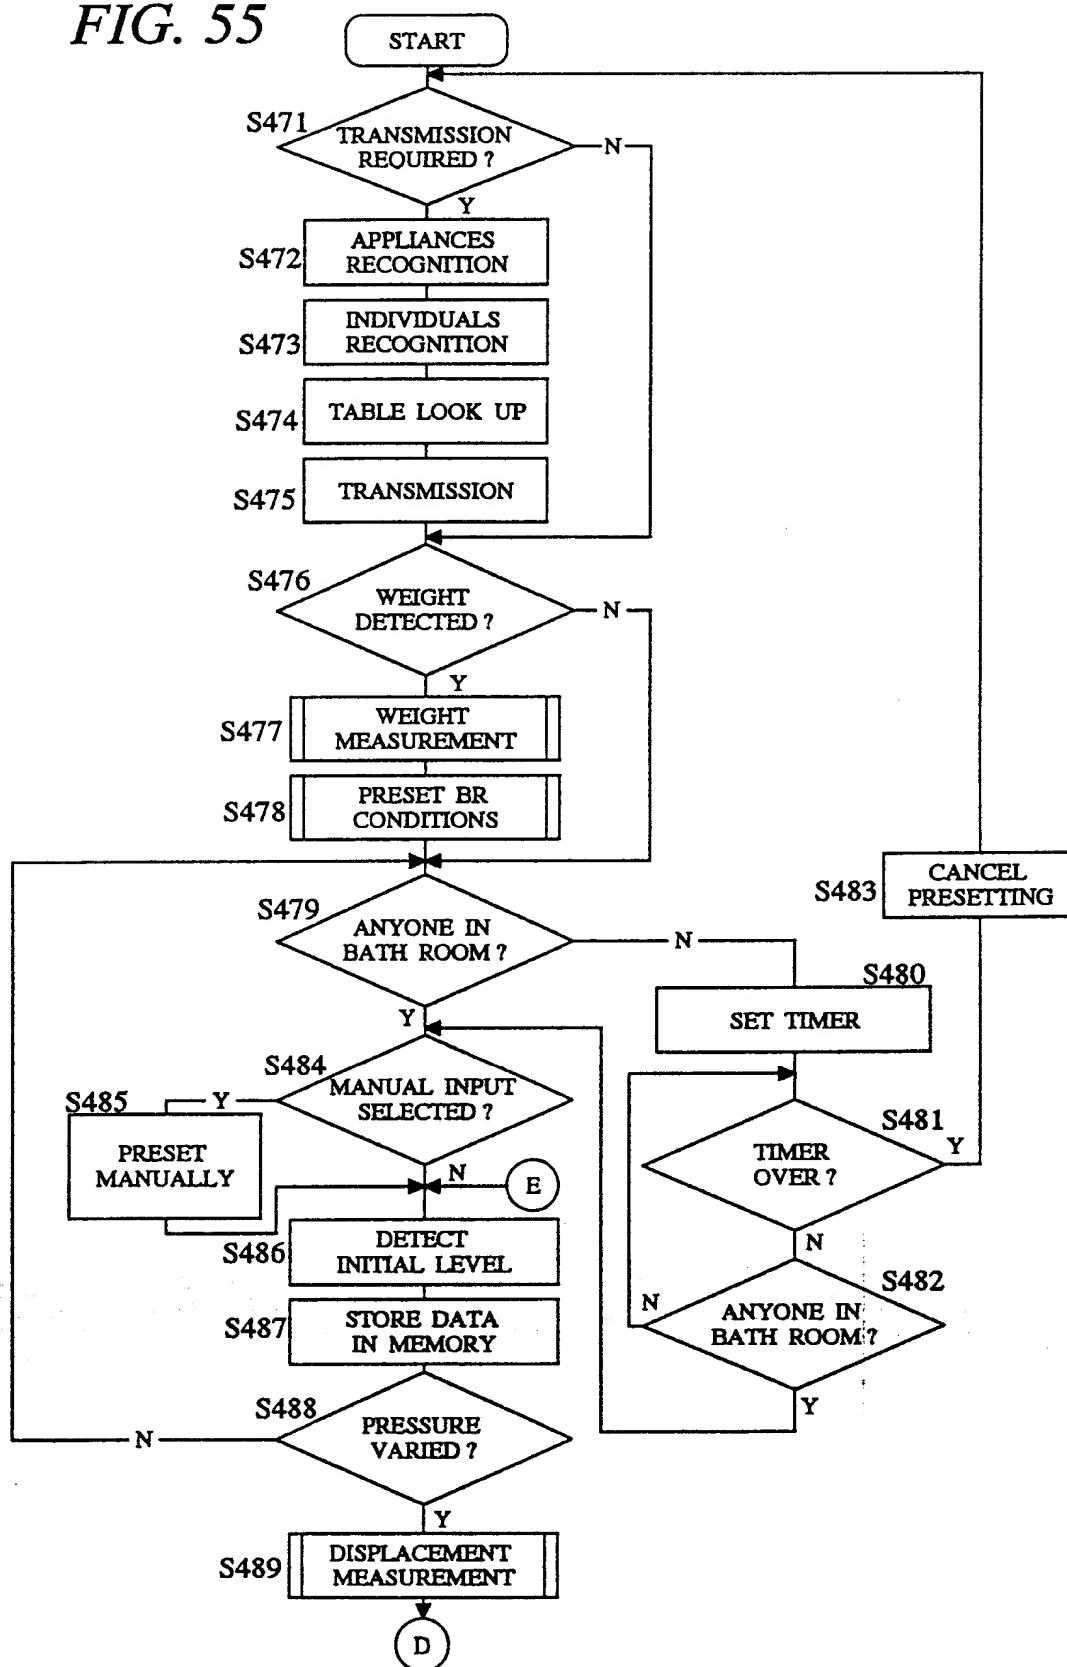 FIG. 55
START
S471
TRANSMISSION
REQUIRED ?
N
Y
S472
APPLIANCES
RECOGNITION
S473
INDIVIDUALS
RECOGNITION
S474
TABLE LOOK UP
S475
TRANSMISSION
S476
WEIGHT
DETECTED ?
N
Y
S477
WEIGHT
MEASUREMENT
S478
PRESET BR
CONDITIONS
S479
ANYONE IN
BATH ROOM ?
N
Y
S483
CANCEL
PRESETTING
S480
SET TIMER
S481
TIMER
OVER ?
Y
N
S482
ANYONE IN
BATH ROOM ?
N
Y
S484
MANUAL INPUT
SELECTED ?
Y
N
S485
PRESET
MANUALLY
E
S486
DETECT
INITIAL LEVEL
S487
STORE DATA
IN MEMORY
S488
PRESSURE
VARIED ?
N
Y
S489
DISPLACEMENT
MEASUREMENT
D